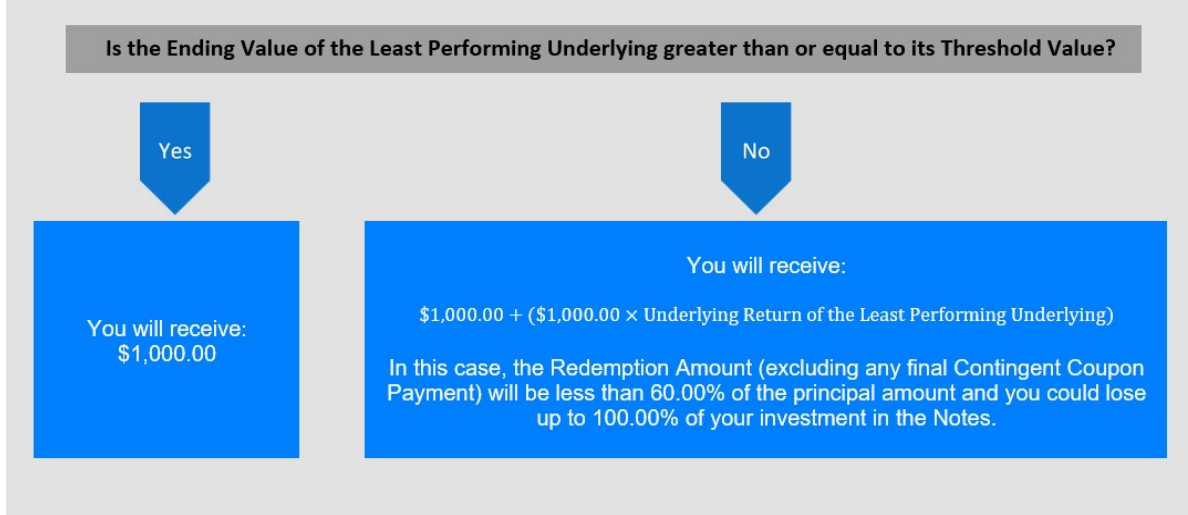 Is the Ending Value of the Least Performing Underlying greater than or equal to its Threshold Value?
Yes
No
You will receive:
$1,000.00
You will receive:
$1,000.00 + ($1,000.00 × Underlying Return of the Least Performing Underlying)
In this case, the Redemption Amount (excluding any final Contingent Coupon
Payment) will be less than 60.00% of the principal amount and you could lose
up to 100.00% of your investment in the Notes.